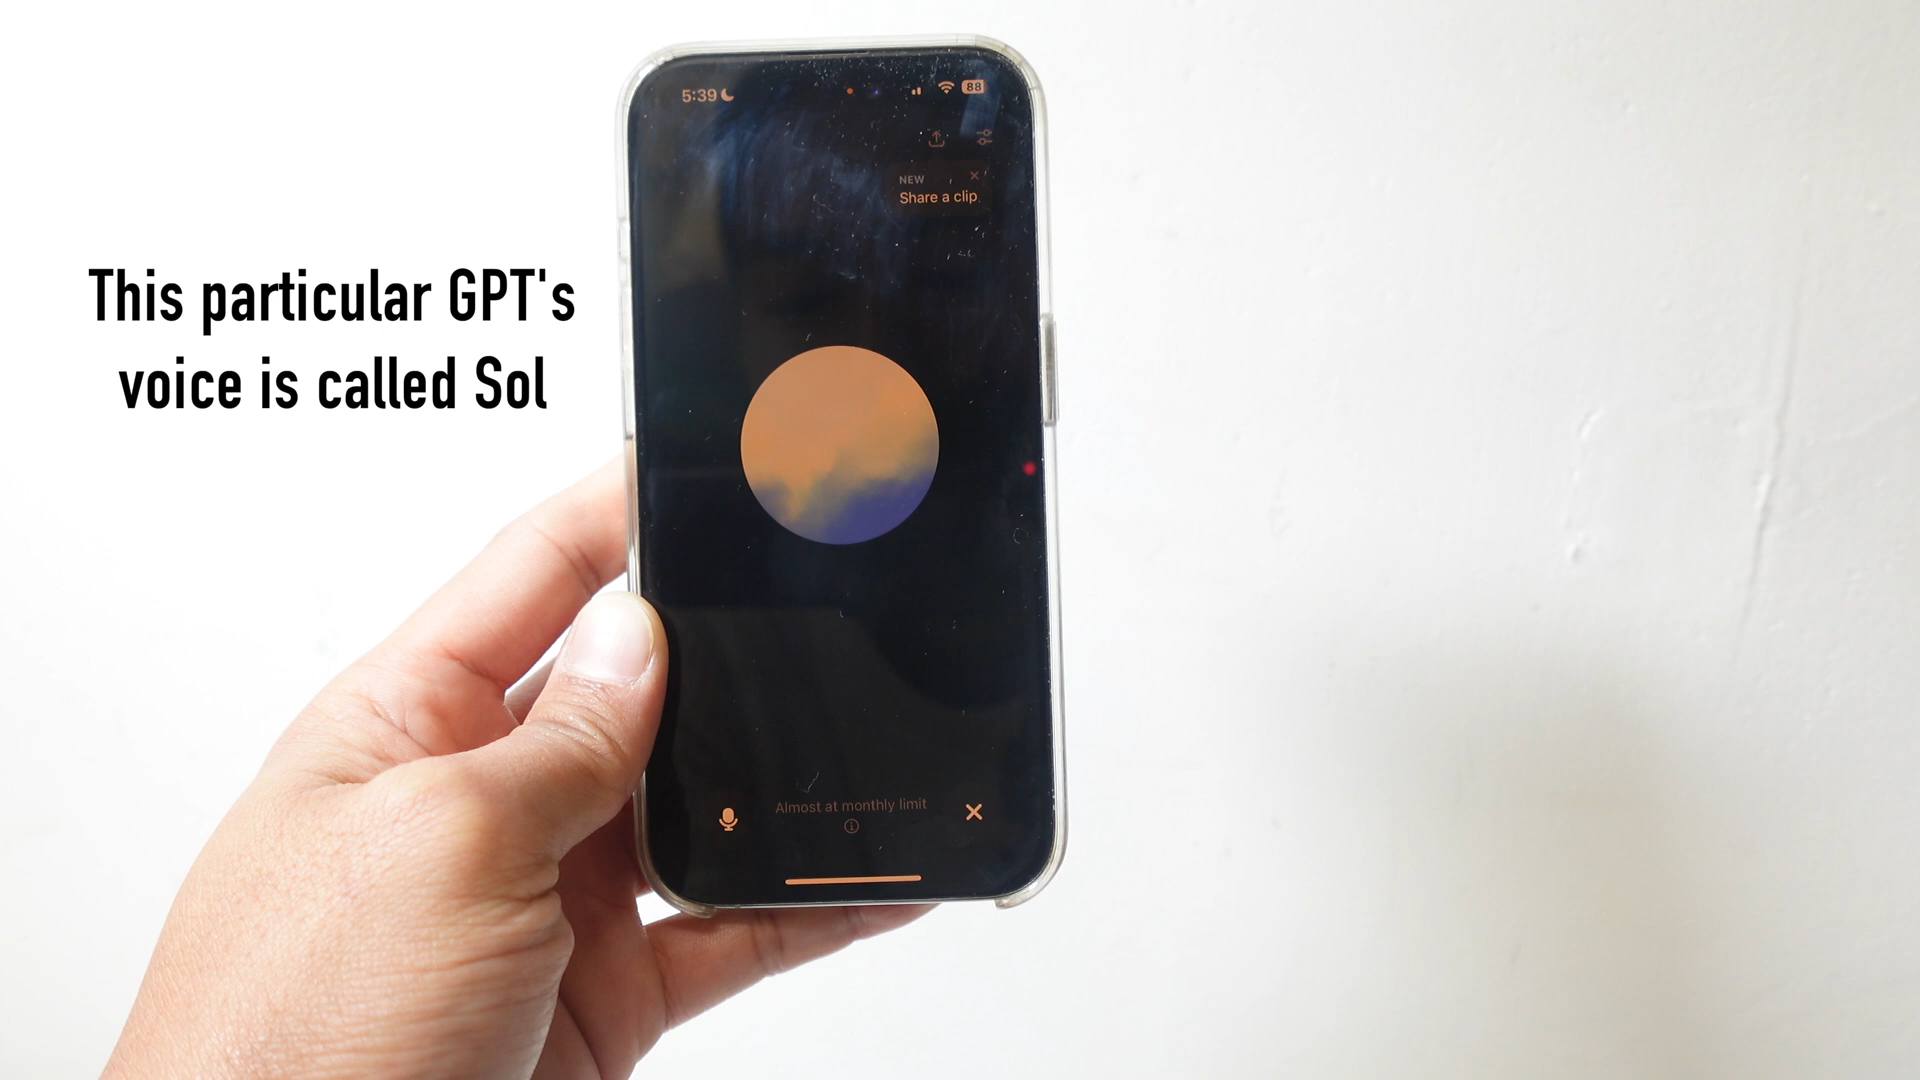 5:39
88
NEW
Share a clip
This particular GPT's
voice is called Sol
Almost at monthly limit